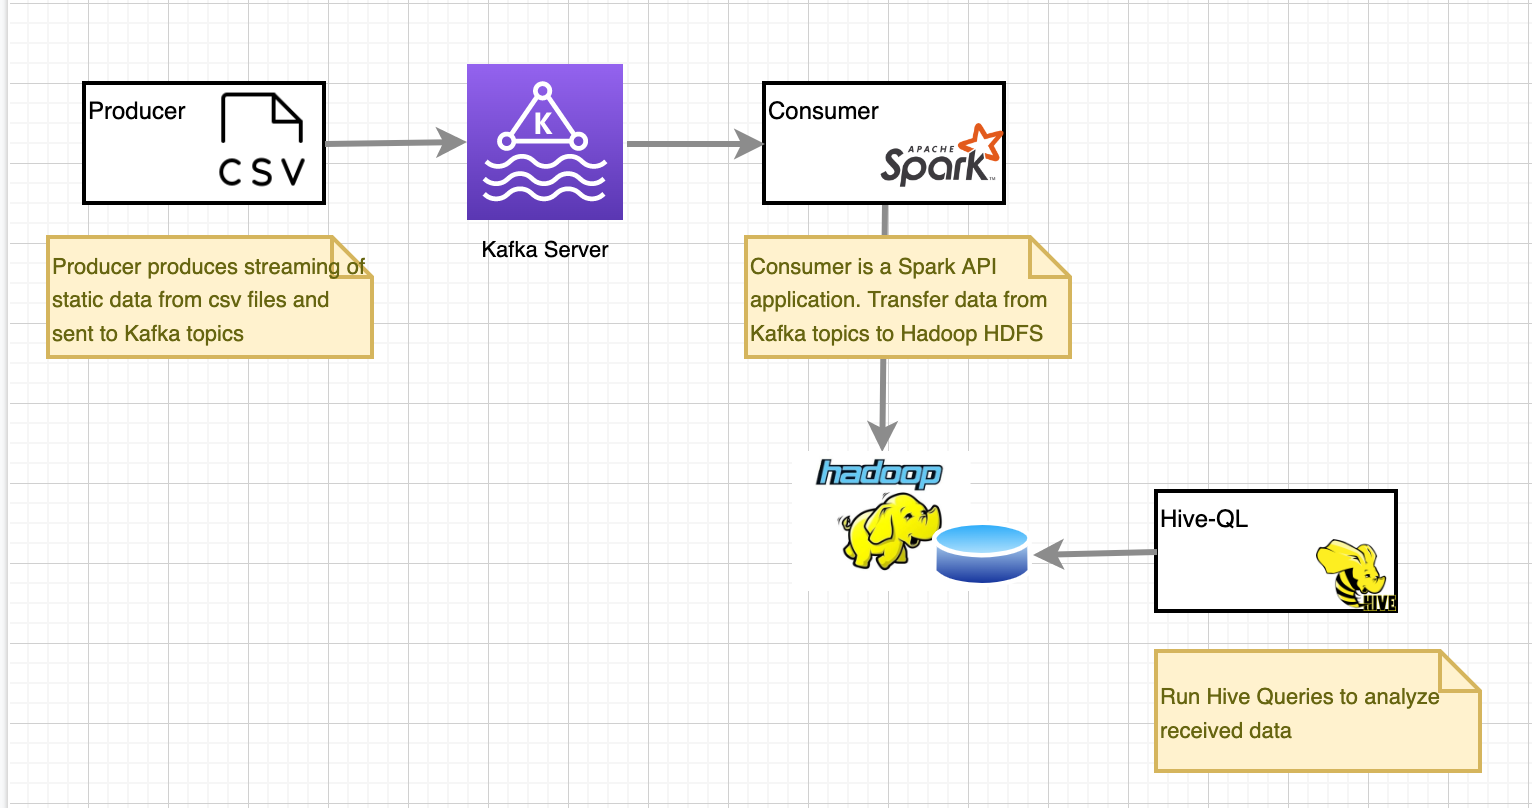 Producer
CSV
K
Kafka Server
Consumer
APACHE
Spark
™
Producer produces streaming of
static data from csv files and
sent to Kafka topics
Consumer is a Spark API
application. Transfer data from
Kafka topics to Hadoop HDFS
hadoop
Hive-QL
HIVE
Run Hive Queries to analyze
received data